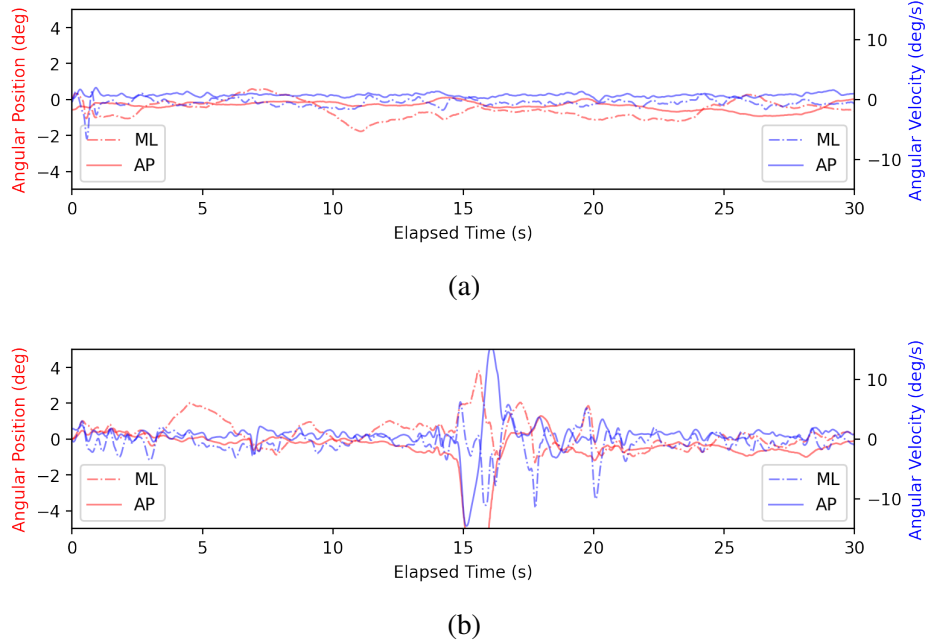 Angular Position (deg)
4
2
0
−2
−4
ML
AP
ML
AP
10
0
−10
Angular Velocity (deg/s)
0
5
10
15
20
25
30
Elapsed Time (s)
(a)
Angular Position (deg)
4
2
0
−2
−4
ML
AP
ML
AP
10
0
−10
Angular Velocity (deg/s)
0
5
10
15
20
25
30
Elapsed Time (s)
(b)